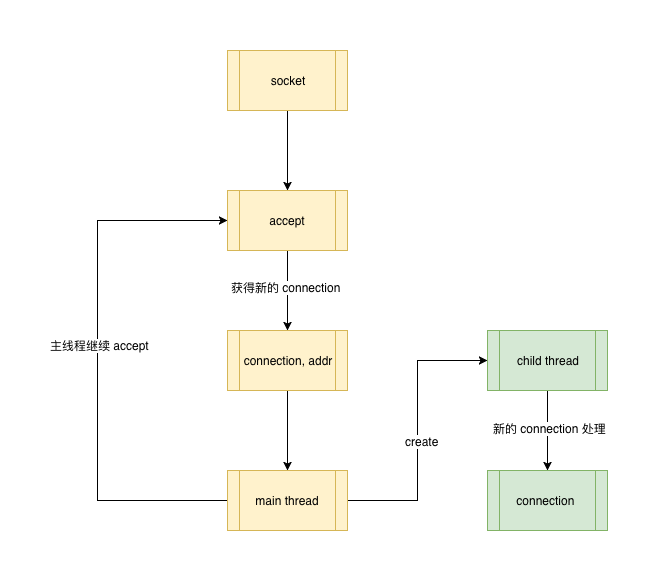 socket
accept
获得新的 connection
主线程继续 accept
connection, addr
child thread
新的 connection 处理
create
main thread
connection